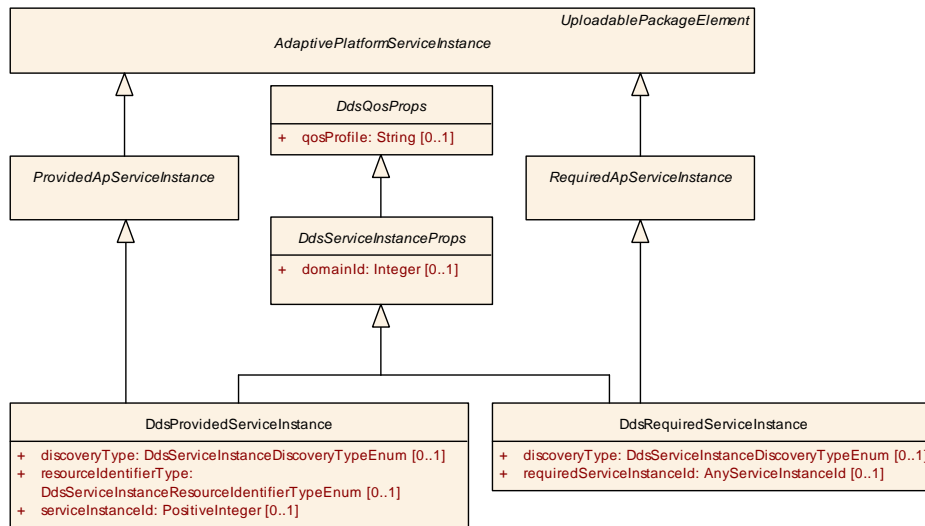 UploadablePackageElement
AdaptivePlatformServiceInstance
DdsQosProps
+ qosProfile: String [0..1]
ProvidedApServiceInstance
RequiredApServiceInstance
DdsServiceInstanceProps
+ domainId: Integer [0..1]
DdsProvidedServiceInstance
+ discoveryType: DdsServiceInstanceDiscoveryTypeEnum [0..1]
+ resourceIdentifierType:
DdsServiceInstanceResourceIdentifierTypeEnum [0..1]
+ serviceInstanceId: PositiveInteger [0..1]
DdsRequiredServiceInstance
+ discoveryType: DdsServiceInstanceDiscoveryTypeEnum [0..1]
+ requiredServiceInstanceId: AnyServiceInstanceId [0..1]